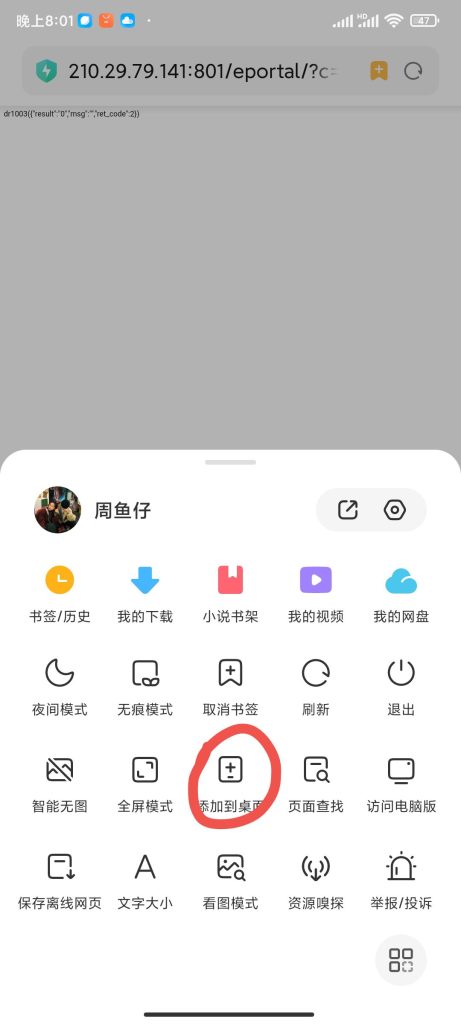 晚上8:01
HD
47
210.29.79.141:801/eportal/?c=
dr1003({"result":"0","msg":"","ret_code":2})
周鱼仔
书签/历史 我的下载 小说书架 我的视频 我的网盘
夜间模式 无痕模式 取消书签 刷新 退出
智能无图 全屏模式 添加到桌面 页面查找 访问电脑版
保存离线网页 文字大小 看图模式 资源嗅探 举报/投诉